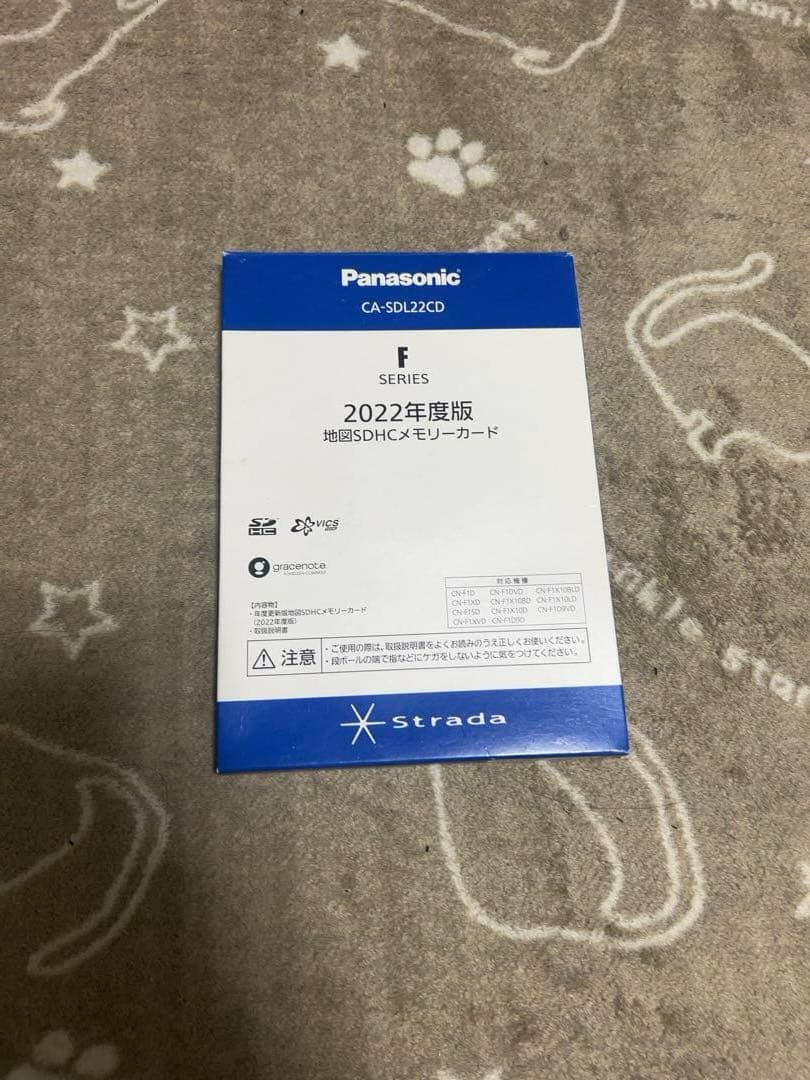 Panasonic
CA-SDL22CD
F
SERIES
2022年度版
地図SDHCメモリーカード
SD
HC
VICS
gracenote.
対応機種
CN-F1D CN-F1DVD CN-F1X10BLD
CN-F1XD CN-F1X10BD CN-F1X10LD
CN-F1SD CN-F1X10D CN-F1D9VD
CN-F1XVD CN-F1D9D
【内容物】
・年度更新版地図SDHCメモリーカード
(2022年度版)
・取扱説明書
注意
・ご使用の際は、取扱説明書をよくお読みのうえ正しくお使いください。
・段ボールの端で指などにケガをしないように気をつけてください。
Strada